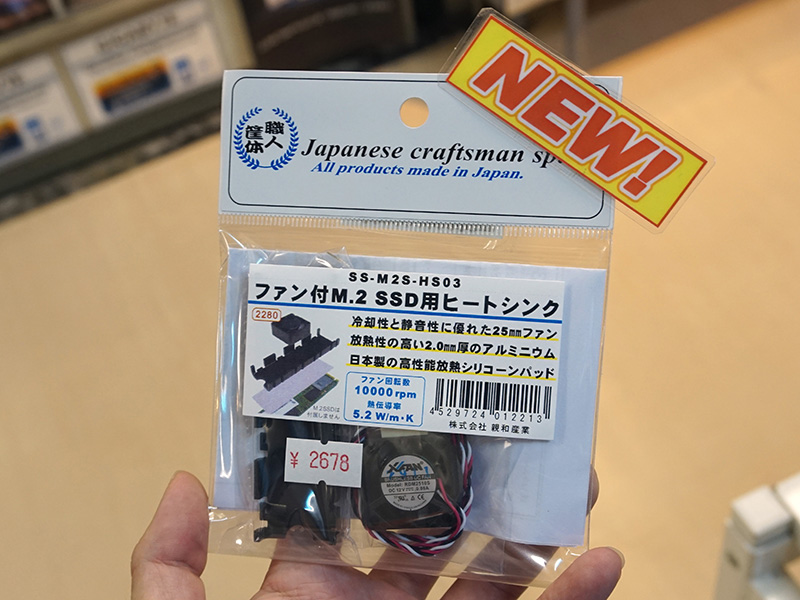 NEW!
職人
筐体
Japanese craftsman
All products made in Japan.
SS-M2S-HS03
ファン付M.2 SSD用ヒートシンク
2280
冷却性と静音性に優れた25mmファン
放熱性の高い2.0mm厚のアルミニウム
日本製の高性能放熱シリコーンパッド
M.2SSDは
付属しません
ファン回転数
10000rpm
熱伝導率
5.2 W/m・K
4529724 012213
株式会社 親和産業
¥ 2678
X-FAN